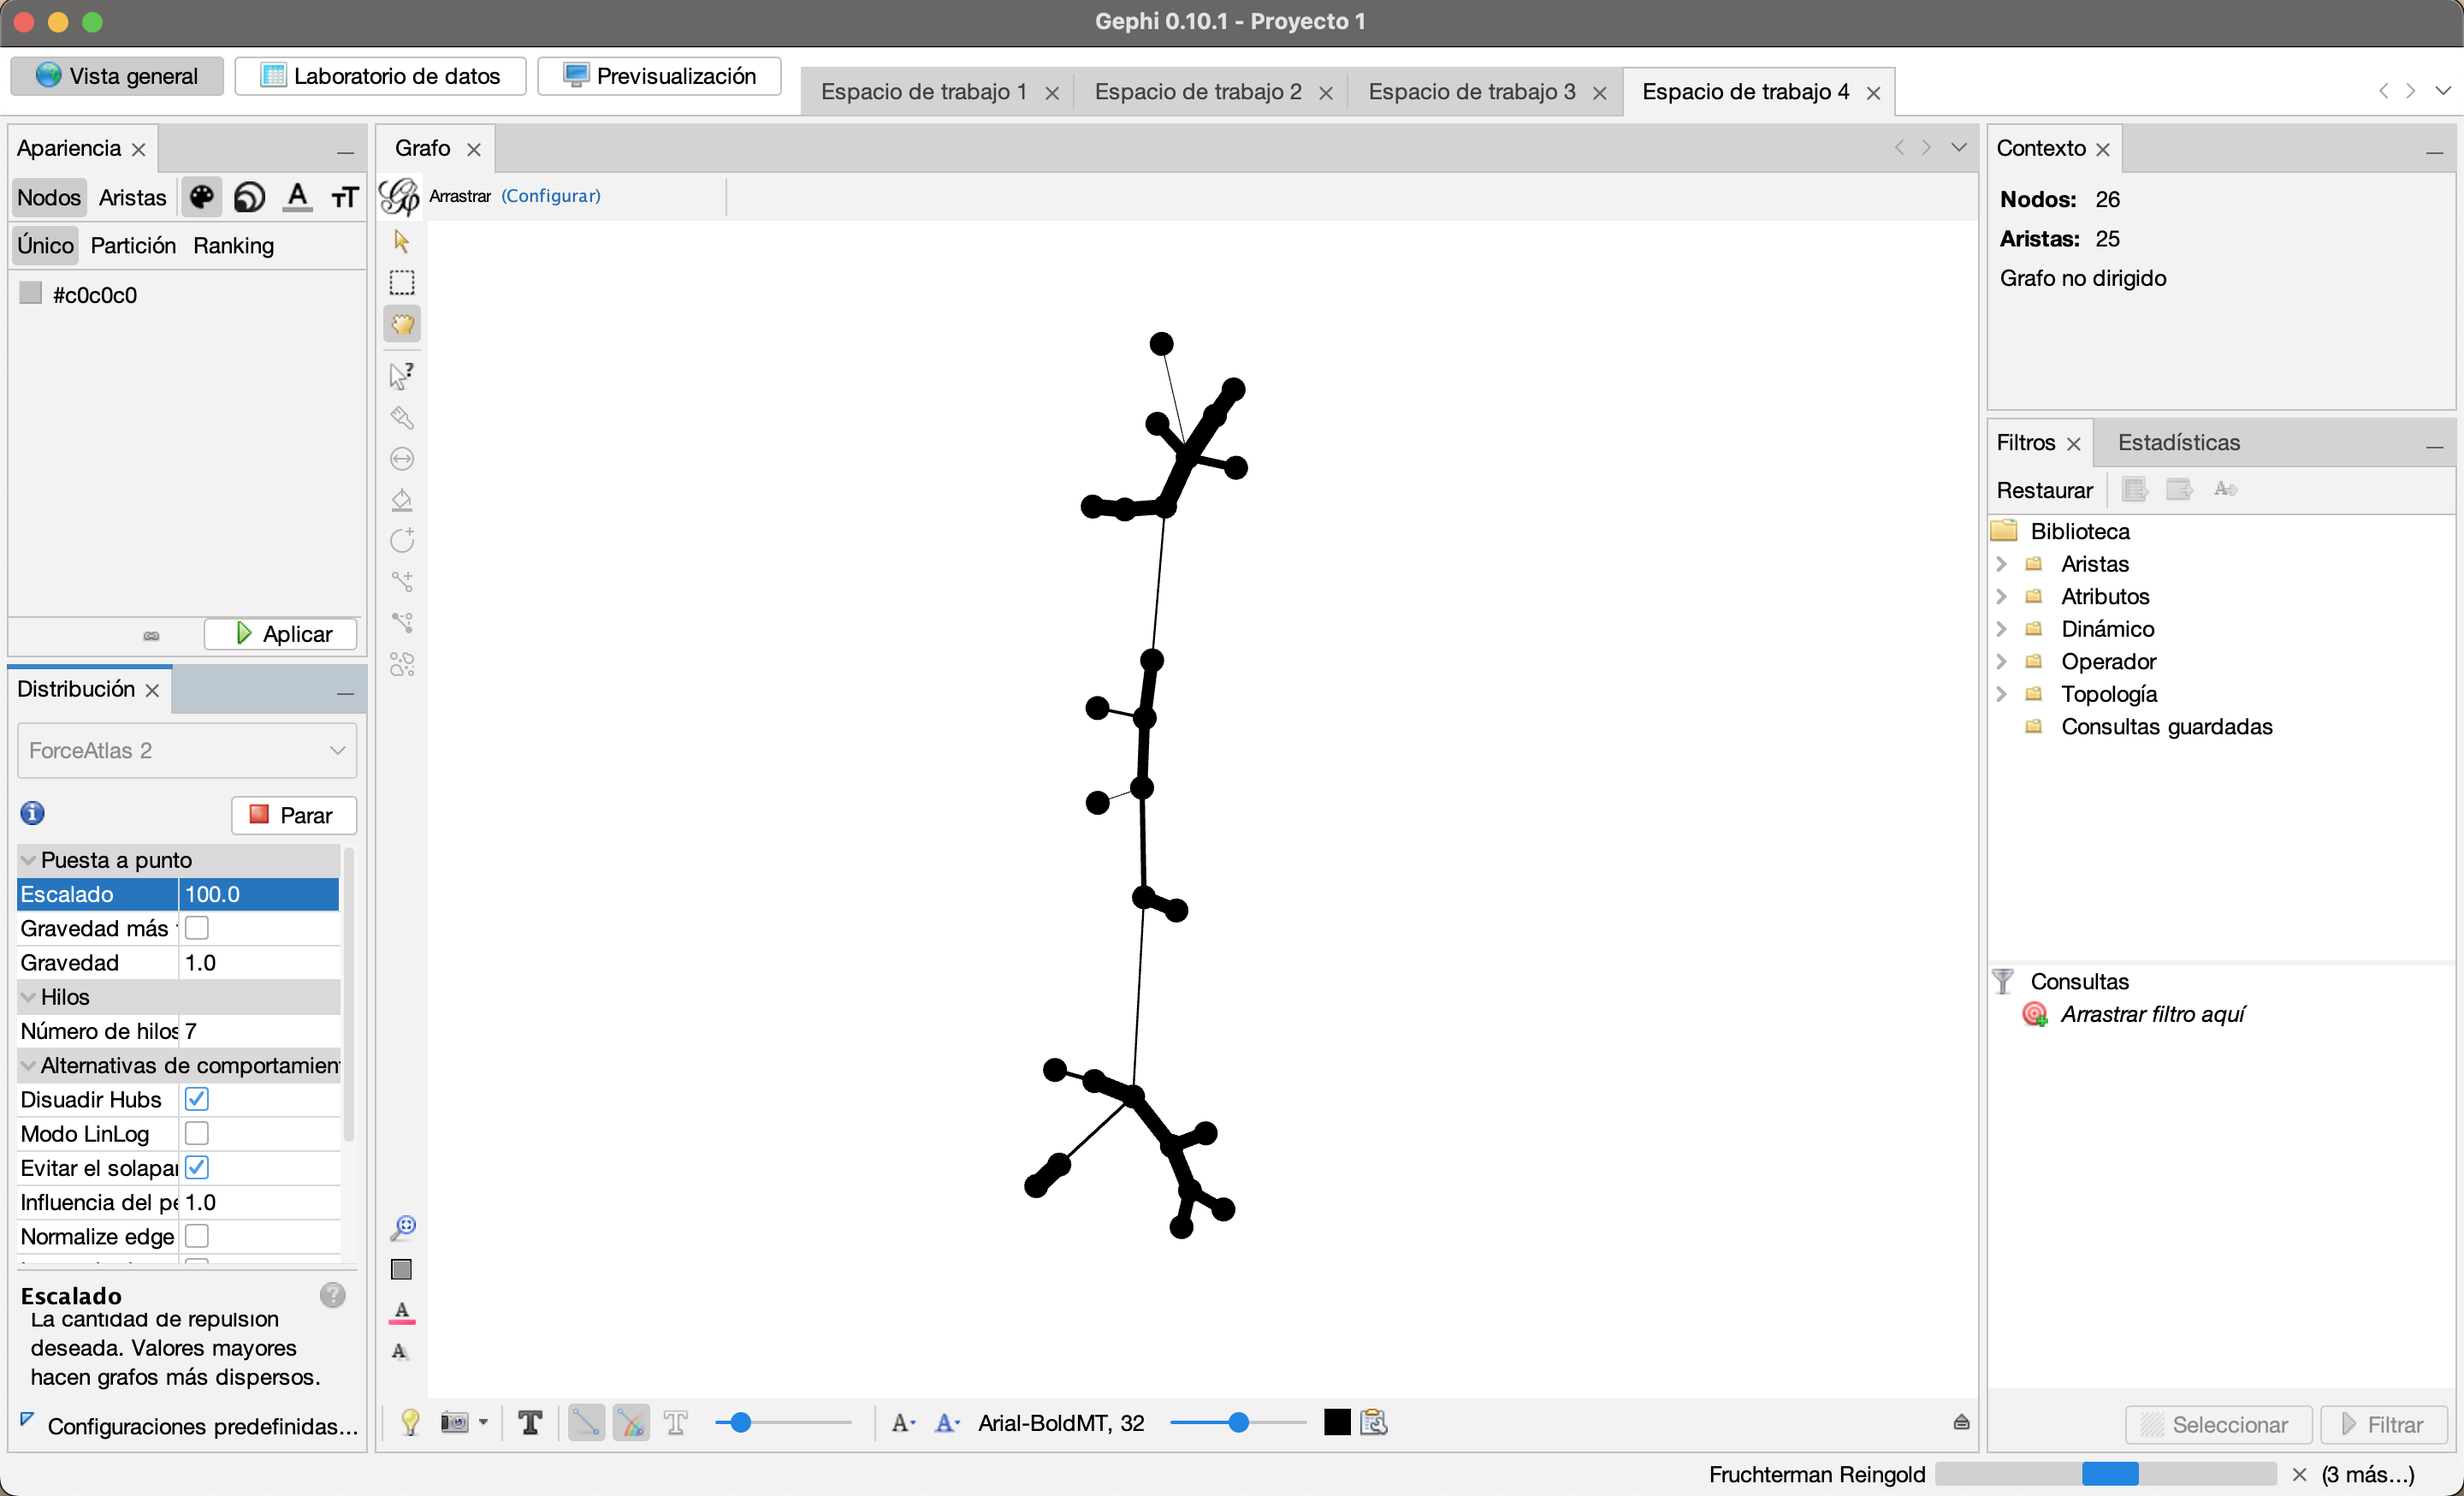 Gephi 0.10.1 - Proyecto 1
Vista general
Laboratorio de datos
Previsualización
Espacio de trabajo 1
Espacio de trabajo 2
Espacio de trabajo 3
Espacio de trabajo 4
Apariencia
Nodos Aristas
Único Partición Ranking
#c0c0c0
Aplicar
Distribución
ForceAtlas 2
Parar
Puesta a punto
Escalado 100.0
Gravedad más
Gravedad 1.0
Hilos
Número de hilos 7
Alternativas de comportamien
Disuadir Hubs
Modo LinLog
Evitar el solapa
Influencia del pe 1.0
Normalize edge
Escalado
La cantidad de repulsión
deseada. Valores mayores
hacen grafos más dispersos.
Configuraciones predefinidas...
Grafo
Arrastrar (Configurar)
Arial-BoldMT, 32
Contexto
Nodos: 26
Aristas: 25
Grafo no dirigido
Filtros Estadísticas
Restaurar
Biblioteca
Aristas
Atributos
Dinámico
Operador
Topología
Consultas guardadas
Consultas
Arrastrar filtro aquí
Seleccionar
Filtrar
Fruchterman Reingold
(3 más...)